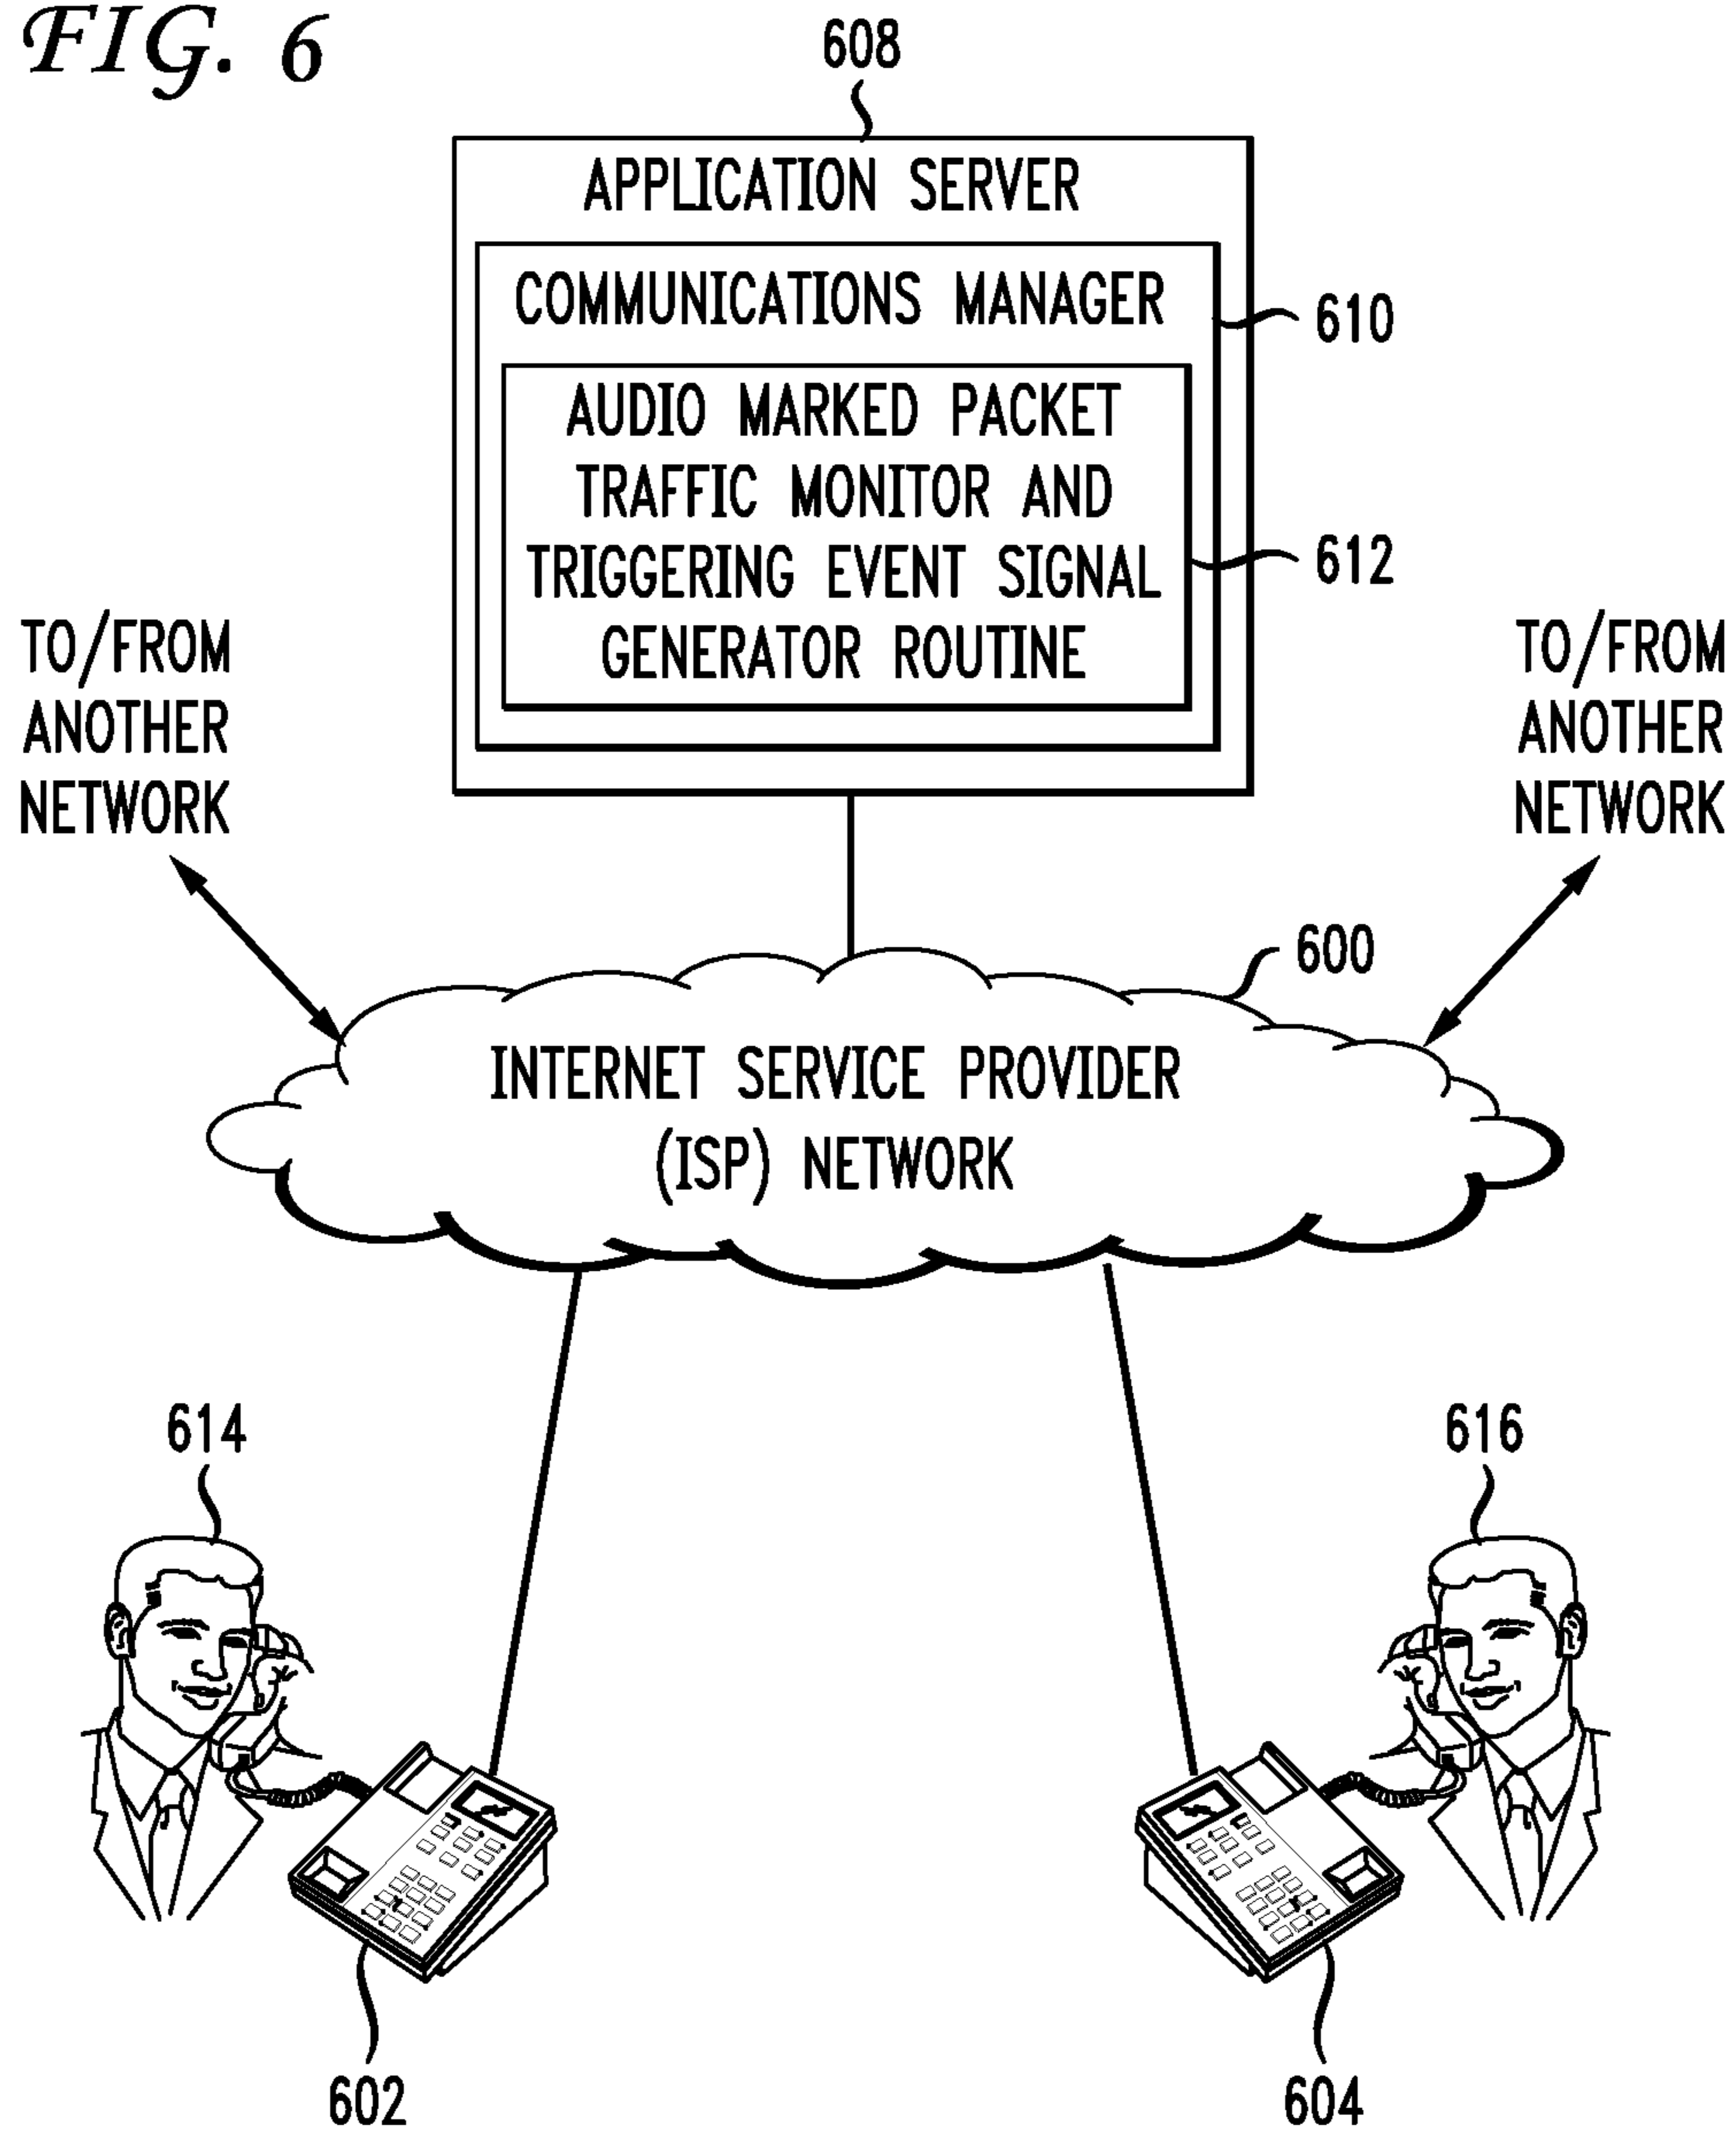 FIG. 6
608
APPLICATION SERVER
COMMUNICATIONS MANAGER
610
AUDIO MARKED PACKET
TRAFFIC MONITOR AND
TRIGGERING EVENT SIGNAL
GENERATOR ROUTINE
612
TO/FROM
ANOTHER
NETWORK
TO/FROM
ANOTHER
NETWORK
600
INTERNET SERVICE PROVIDER
(ISP) NETWORK
614
616
602
604